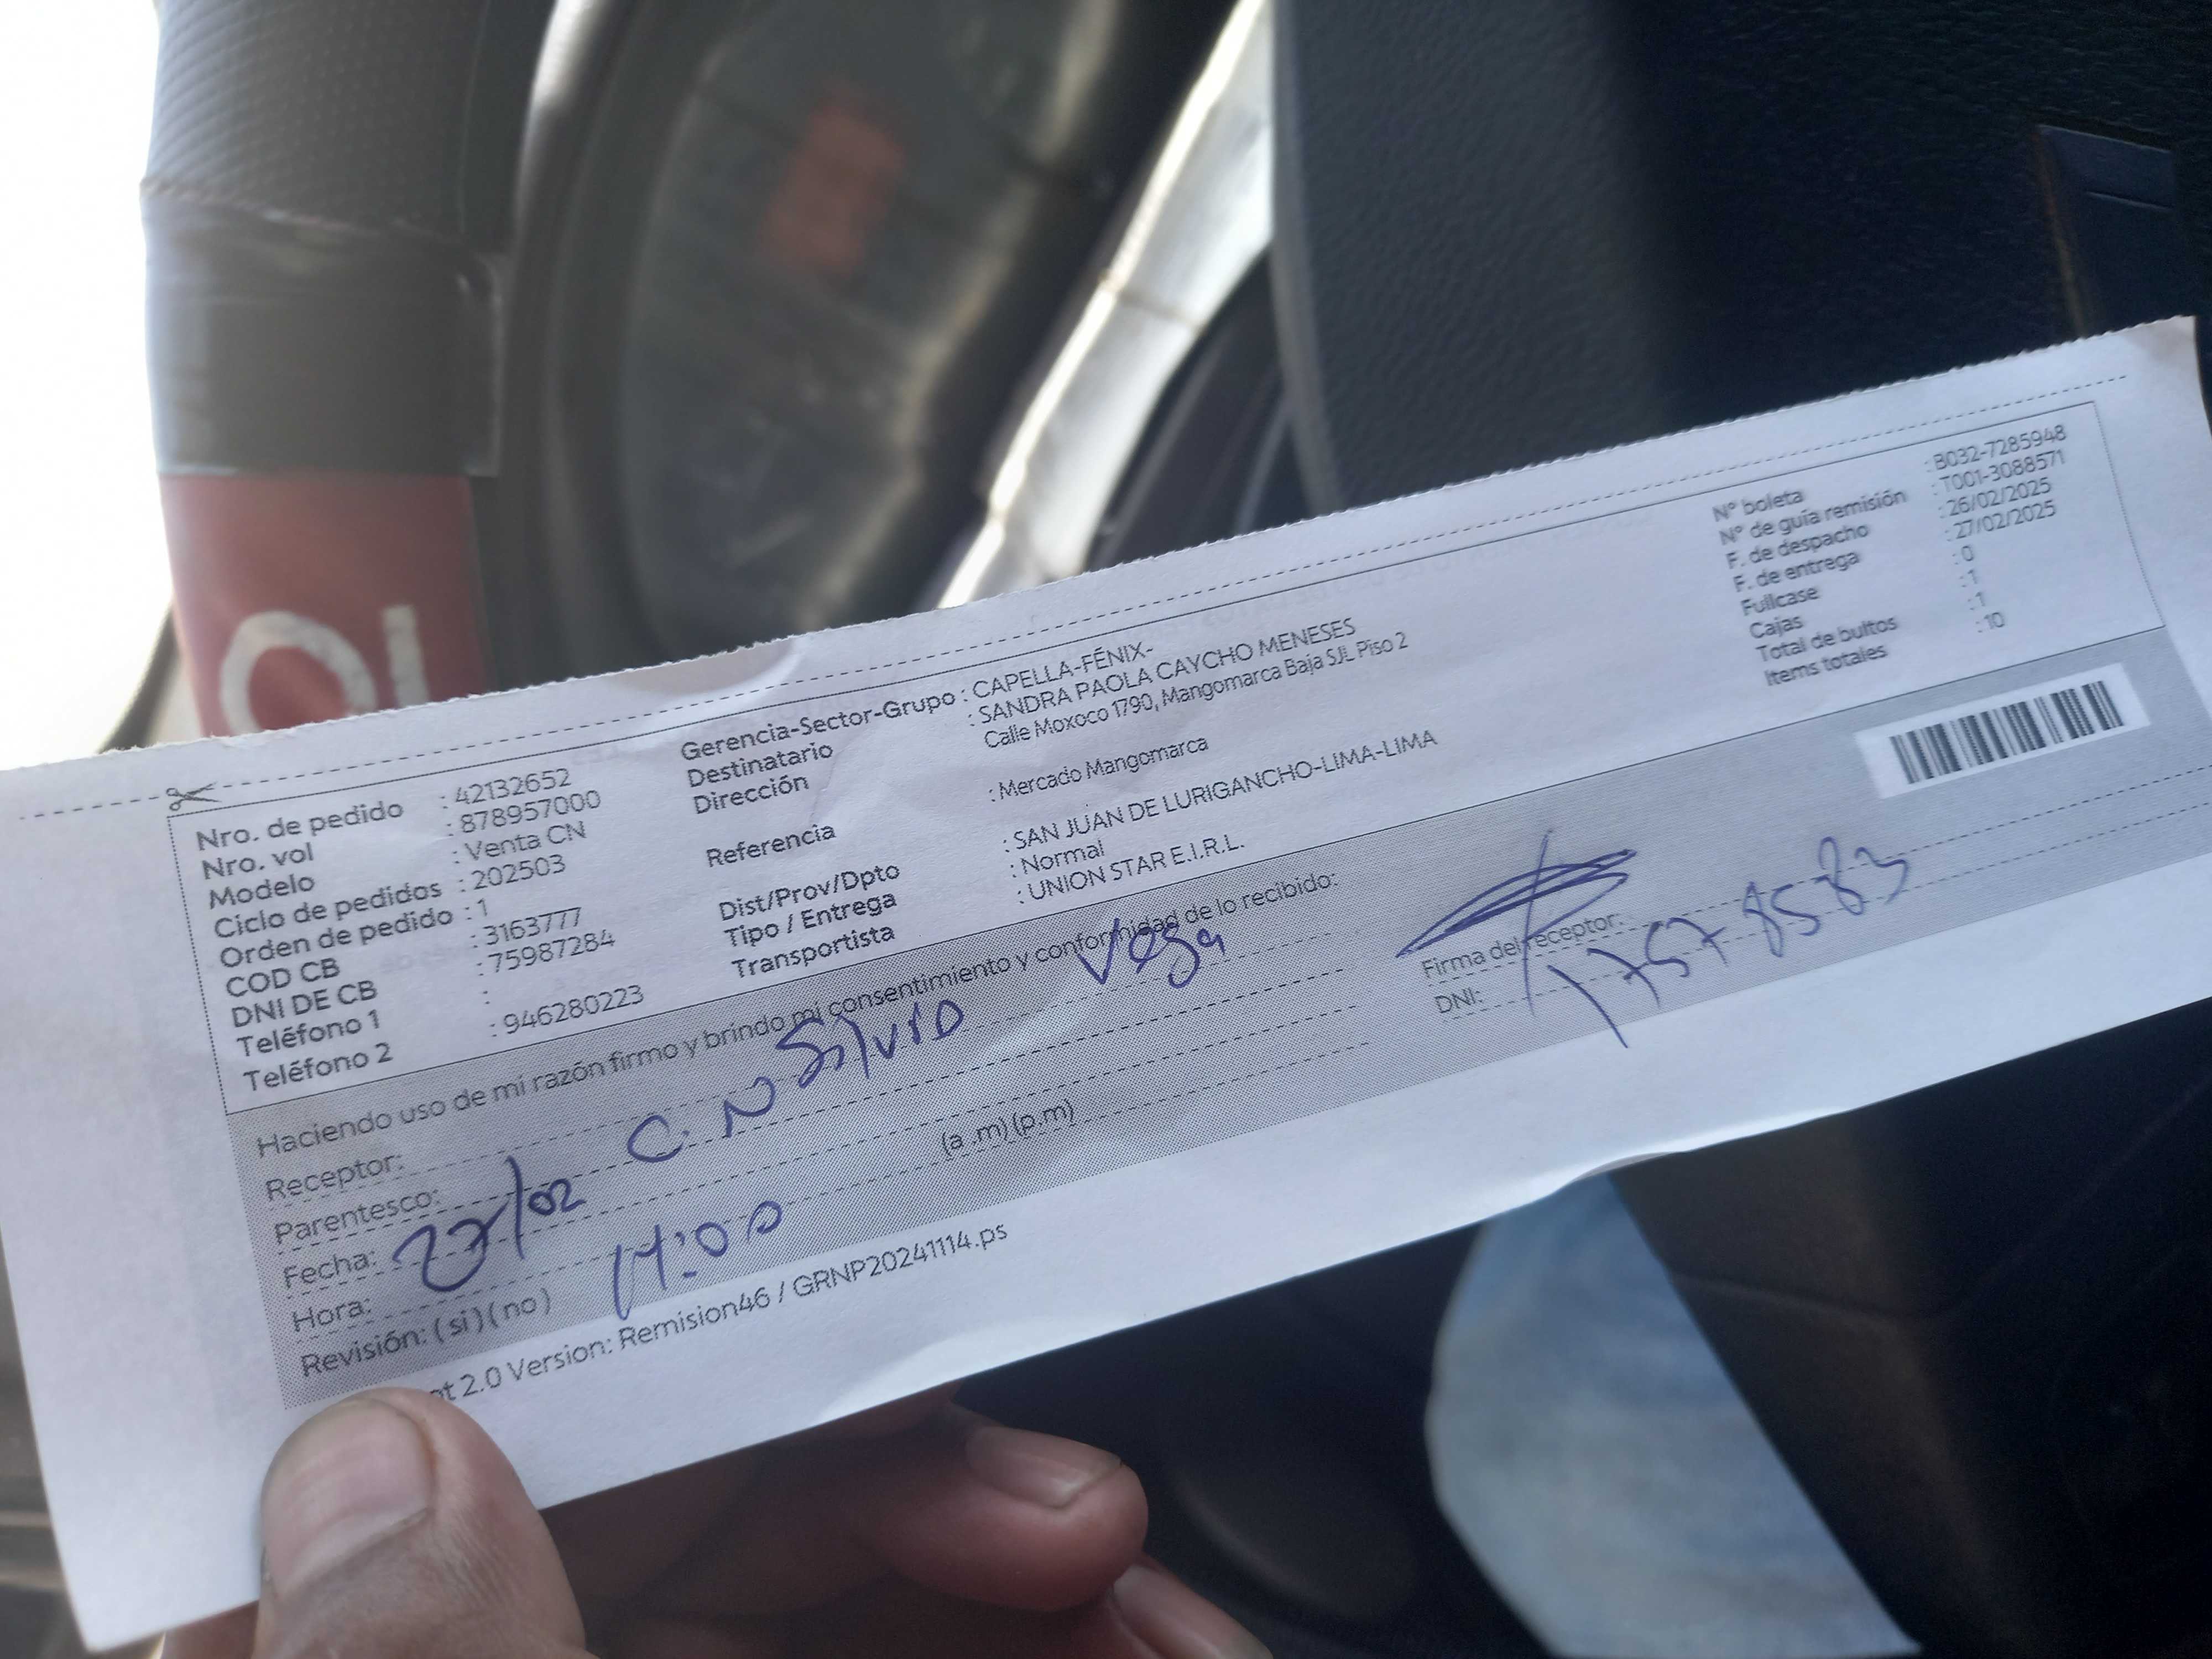 Nro. de pedido : 42132652
Nro. vol : 878957000
Modelo : Venta CN
Ciclo de pedidos : 202503
Orden de pedido : 1
COD CB : 3163777
DNI DE CB : 75987284
Teléfono 1 :
Teléfono 2 : 946280223
Gerencia-Sector-Grupo : CAPELLA-FÉNIX-
Destinatario : SANDRA PAOLA CAYCHO MENESES
Dirección Calle Moxoco 1790, Mangomarca Baja SJL Piso 2
Referencia : Mercado Mangomarca
Dist/Prov/Dpto : SAN JUAN DE LURIGANCHO-LIMA-LIMA
Tipo / Entrega : Normal
Transportista : UNION STAR E.I.R.L.
N° boleta : B032-7285948
N° de guía remisión : T001-3088571
F. de despacho : 26/02/2025
F. de entrega : 27/02/2025
Fullcase : 0
Cajas : 1
Total de bultos : 1
Items totales : 10
Haciendo uso de mi razón firmo y brindo mi consentimiento y conformidad de lo recibido:
Receptor: Silvio Vega
Parentesco: C. N
Fecha: 27/02
Hora: 14:00 (a .m) (p.m)
Revisión: ( si ) ( no )
Firma del receptor:
DNI:
2.0 Version: Remision46 / GRNP20241114.ps